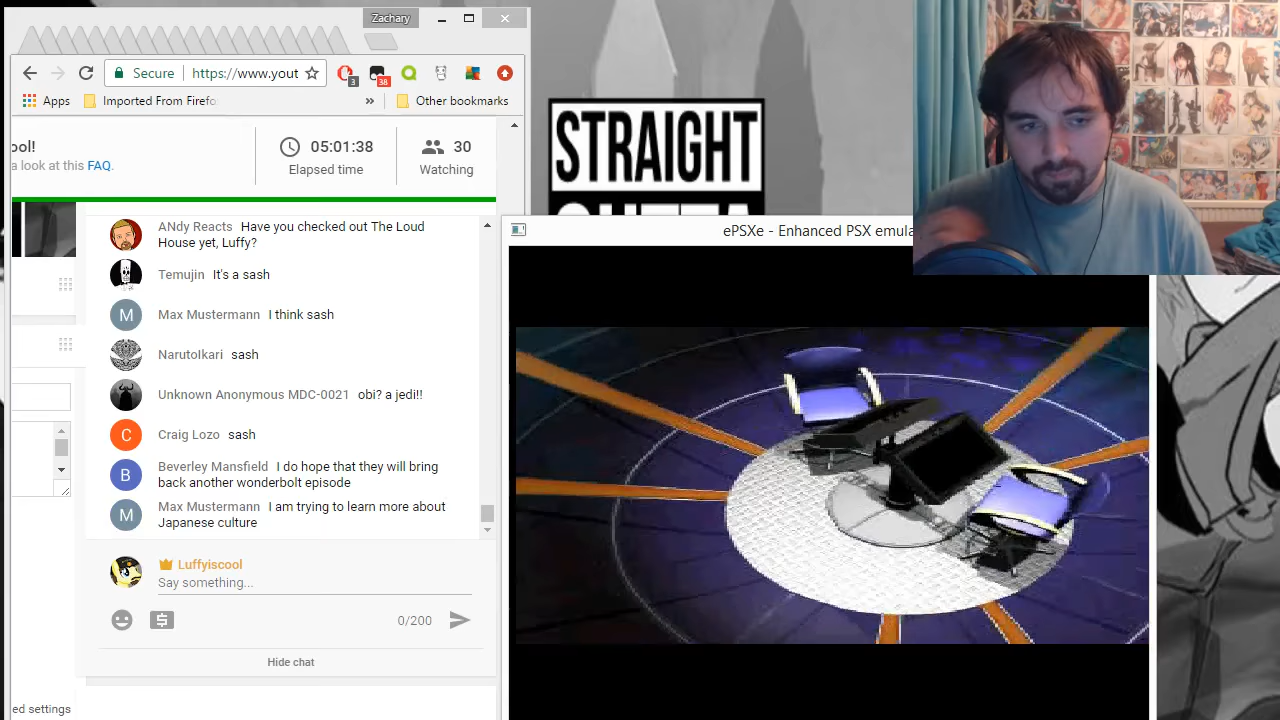 Zachary
Secure https://www.yout
3
38
Apps Imported From Firefo » Other bookmarks
ool!
a look at this FAQ.
05:01:38
Elapsed time
30
Watching
STRAIGHT
OUTTA
ePSXe - Enhanced PSX emula
ANdy Reacts Have you checked out The Loud
House yet, Luffy?
Temujin It's a sash
M
Max Mustermann I think sash
NarutoIkari sash
Unknown Anonymous MDC-0021 obi? a jedi!!
C
Craig Lozo sash
B
Beverley Mansfield I do hope that they will bring
back another wonderbolt episode
M
Max Mustermann I am trying to learn more about
Japanese culture
Luffyiscool
Say something...
0/200
Hide chat
ed settings